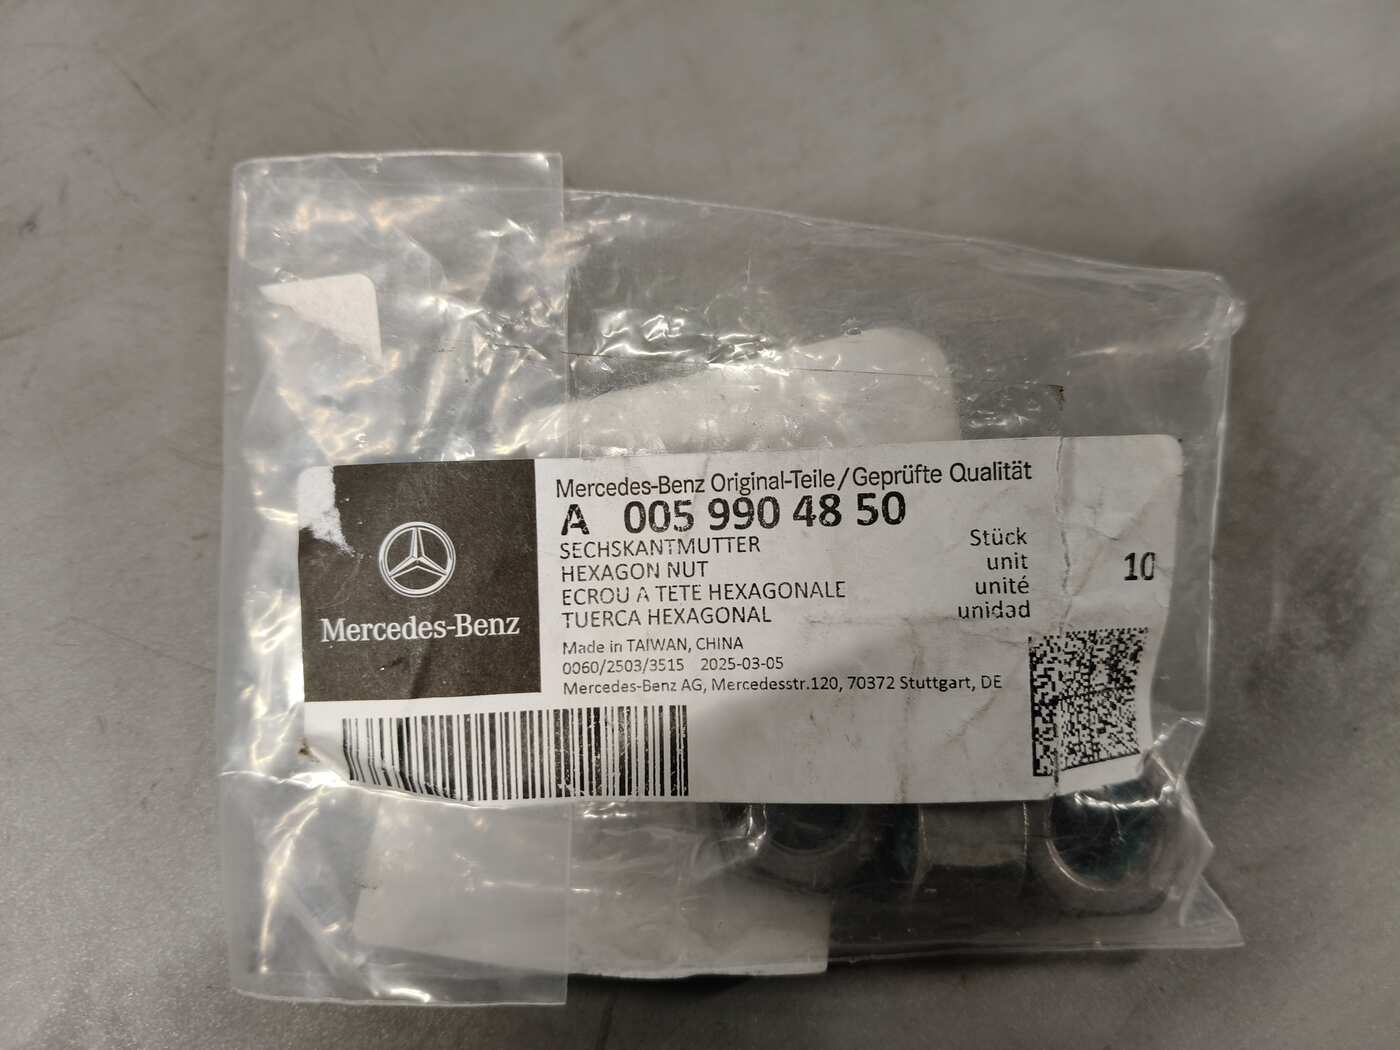 Mercedes-Benz
Mercedes-Benz Original-Teile/Geprüfte Qualität
A 005 990 48 50
SECHSKANTMUTTER
HEXAGON NUT
ECROU A TETE HEXAGONALE
TUERCA HEXAGONAL
Stück
unit
unité
unidad
10
Made in TAIWAN, CHINA
0060/2503/3515 2025-03-05
Mercedes-Benz AG, Mercedesstr.120, 70372 Stuttgart, DE